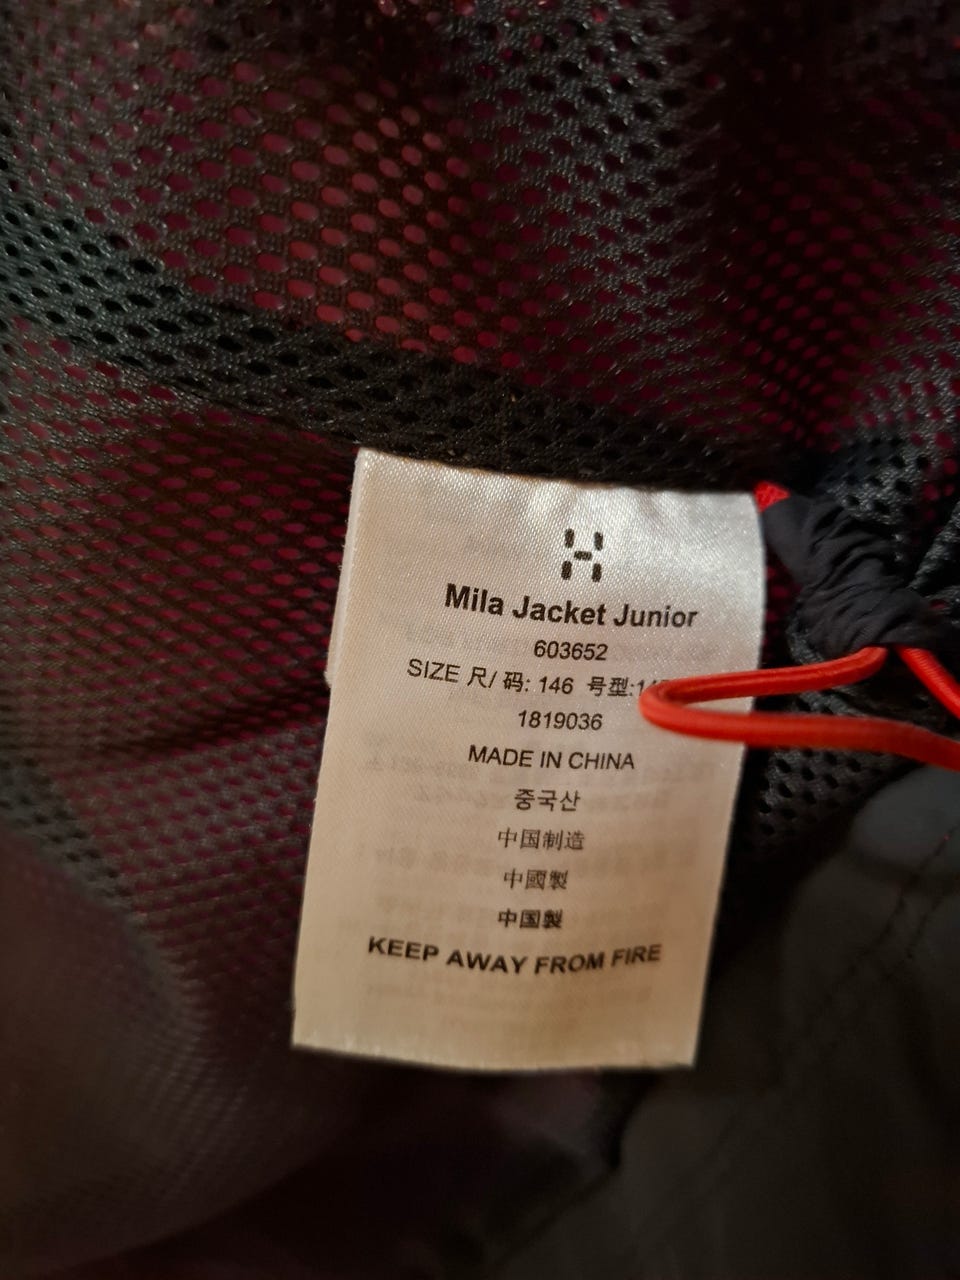 Mila Jacket Junior
603652
SIZE 尺/ 码: 146 号型:
1819036
MADE IN CHINA
중국산
中国制造
中國製
中国製
KEEP AWAY FROM FIRE